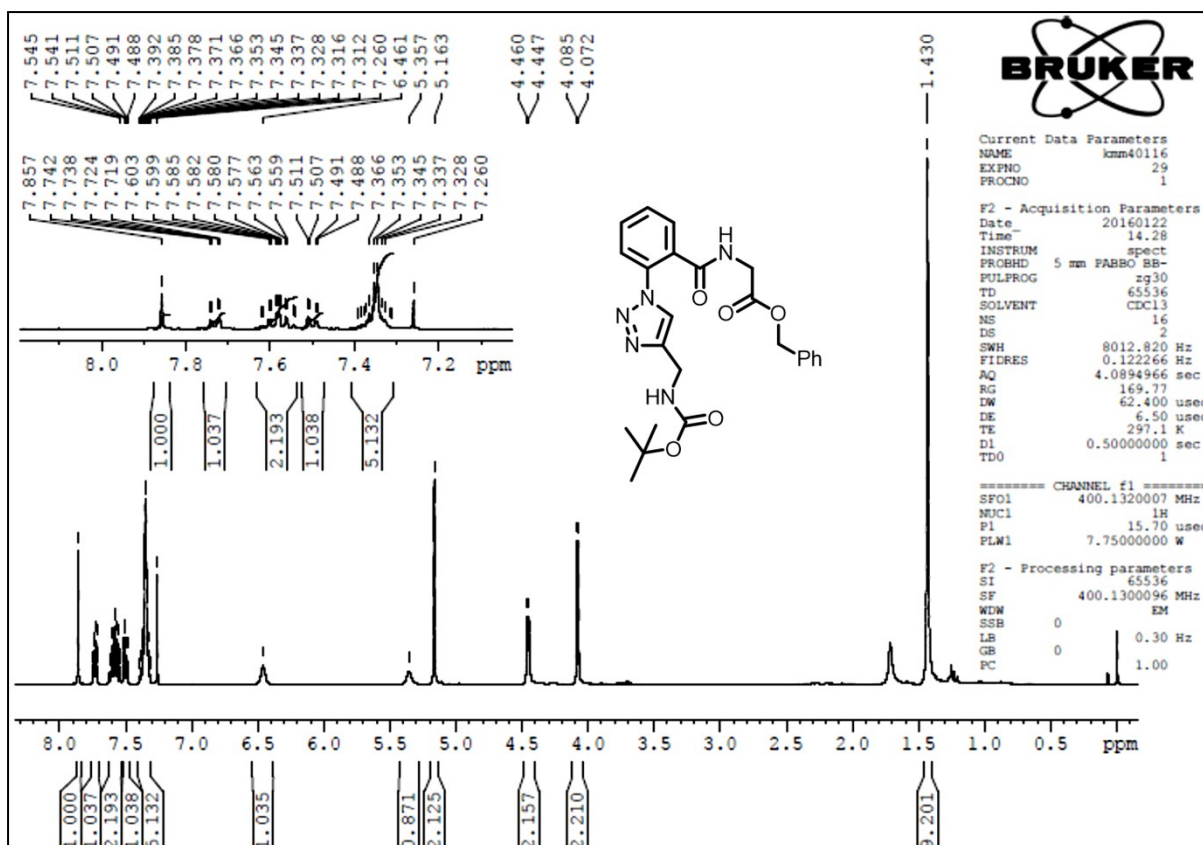 7.545
7.541
7.511
7.507
7.491
7.488
7.392
7.385
7.378
7.371
7.366
7.353
7.345
7.337
7.328
7.316
7.312
7.260
6.461
5.357
5.163
4.460
4.447
4.085
4.072
1.430
BRUKER
7.857
7.742
7.738
7.724
7.719
7.603
7.599
7.585
7.582
7.580
7.577
7.563
7.559
7.511
7.507
7.491
7.488
7.366
7.353
7.345
7.337
7.328
7.260
8.0 7.8 7.6 7.4 7.2 ppm
1.000
1.037
2.193
1.038
5.132
H
N
O
O
O
Ph
N
N
N
HN
O
O
Current Data Parameters
NAME kmm40116
EXPNO 29
PROCNO 1
F2 - Acquisition Parameters
Date_ 20160122
Time 14.28
INSTRUM spect
PROBHD 5 mm PABBO BB-
PULPROG zg30
TD 65536
SOLVENT CDCl3
NS 16
DS 2
SWH 8012.820 Hz
FIDRES 0.122266 Hz
AQ 4.0894966 sec
RG 169.77
DW 62.400 usec
DE 6.50 usec
TE 297.1 K
D1 0.50000000 sec
TD0 1
======== CHANNEL f1 ========
SFO1 400.1320007 MHz
NUC1 1H
P1 15.70 usec
PLW1 7.75000000 W
F2 - Processing parameters
SI 65536
SF 400.1300096 MHz
WDW EM
SSB 0
LB 0.30 Hz
GB 0
PC 1.00
8.0 7.5 7.0 6.5 6.0 5.5 5.0 4.5 4.0 3.5 3.0 2.5 2.0 1.5 1.0 0.5 ppm
1.000
1.037
2.193
1.038
5.132
1.035
0.871
2.125
2.157
2.210
9.201